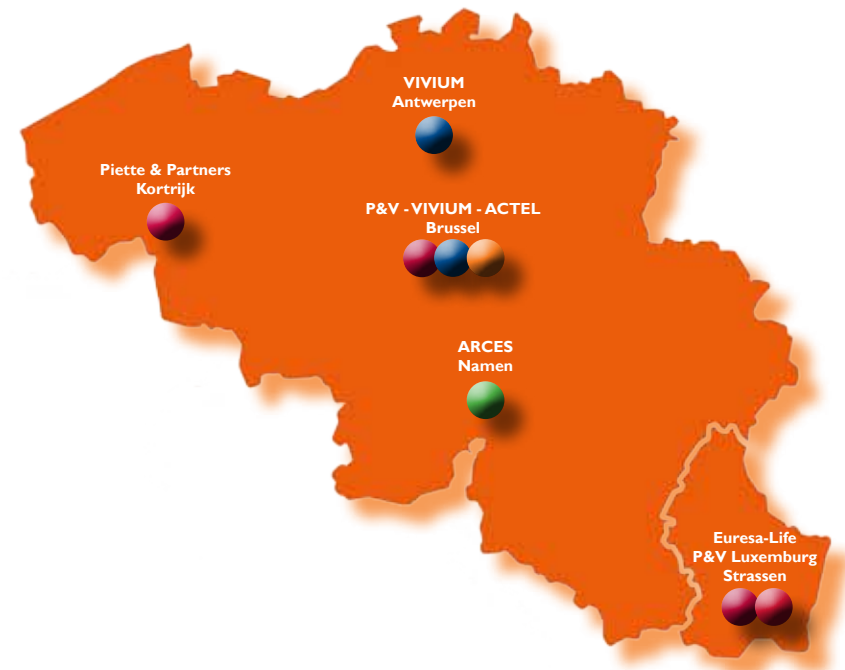 VIVIUM
Antwerpen
Piette & Partners
Kortrijk
P&V - VIVIUM - ACTEL
Brussel
ARCES
Namen
Euresa-Life
P&V Luxemburg
Strassen